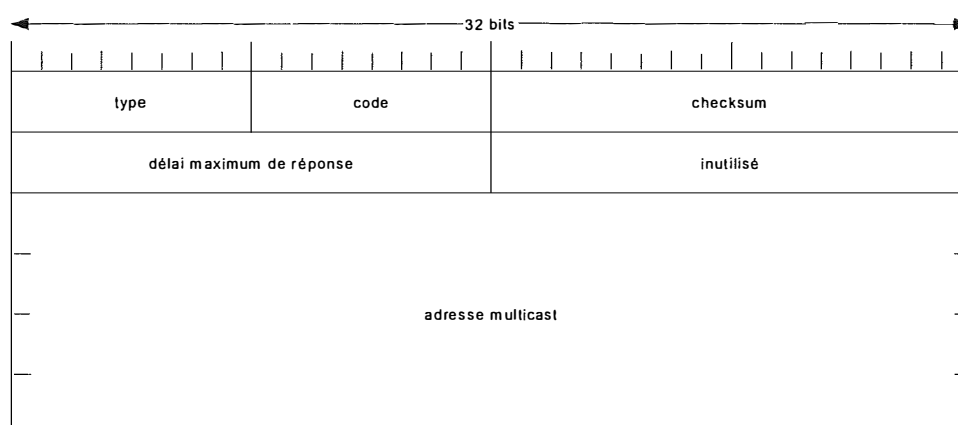 32 bits
type code checksum
délai maximum de réponse inutilisé
adresse multicast